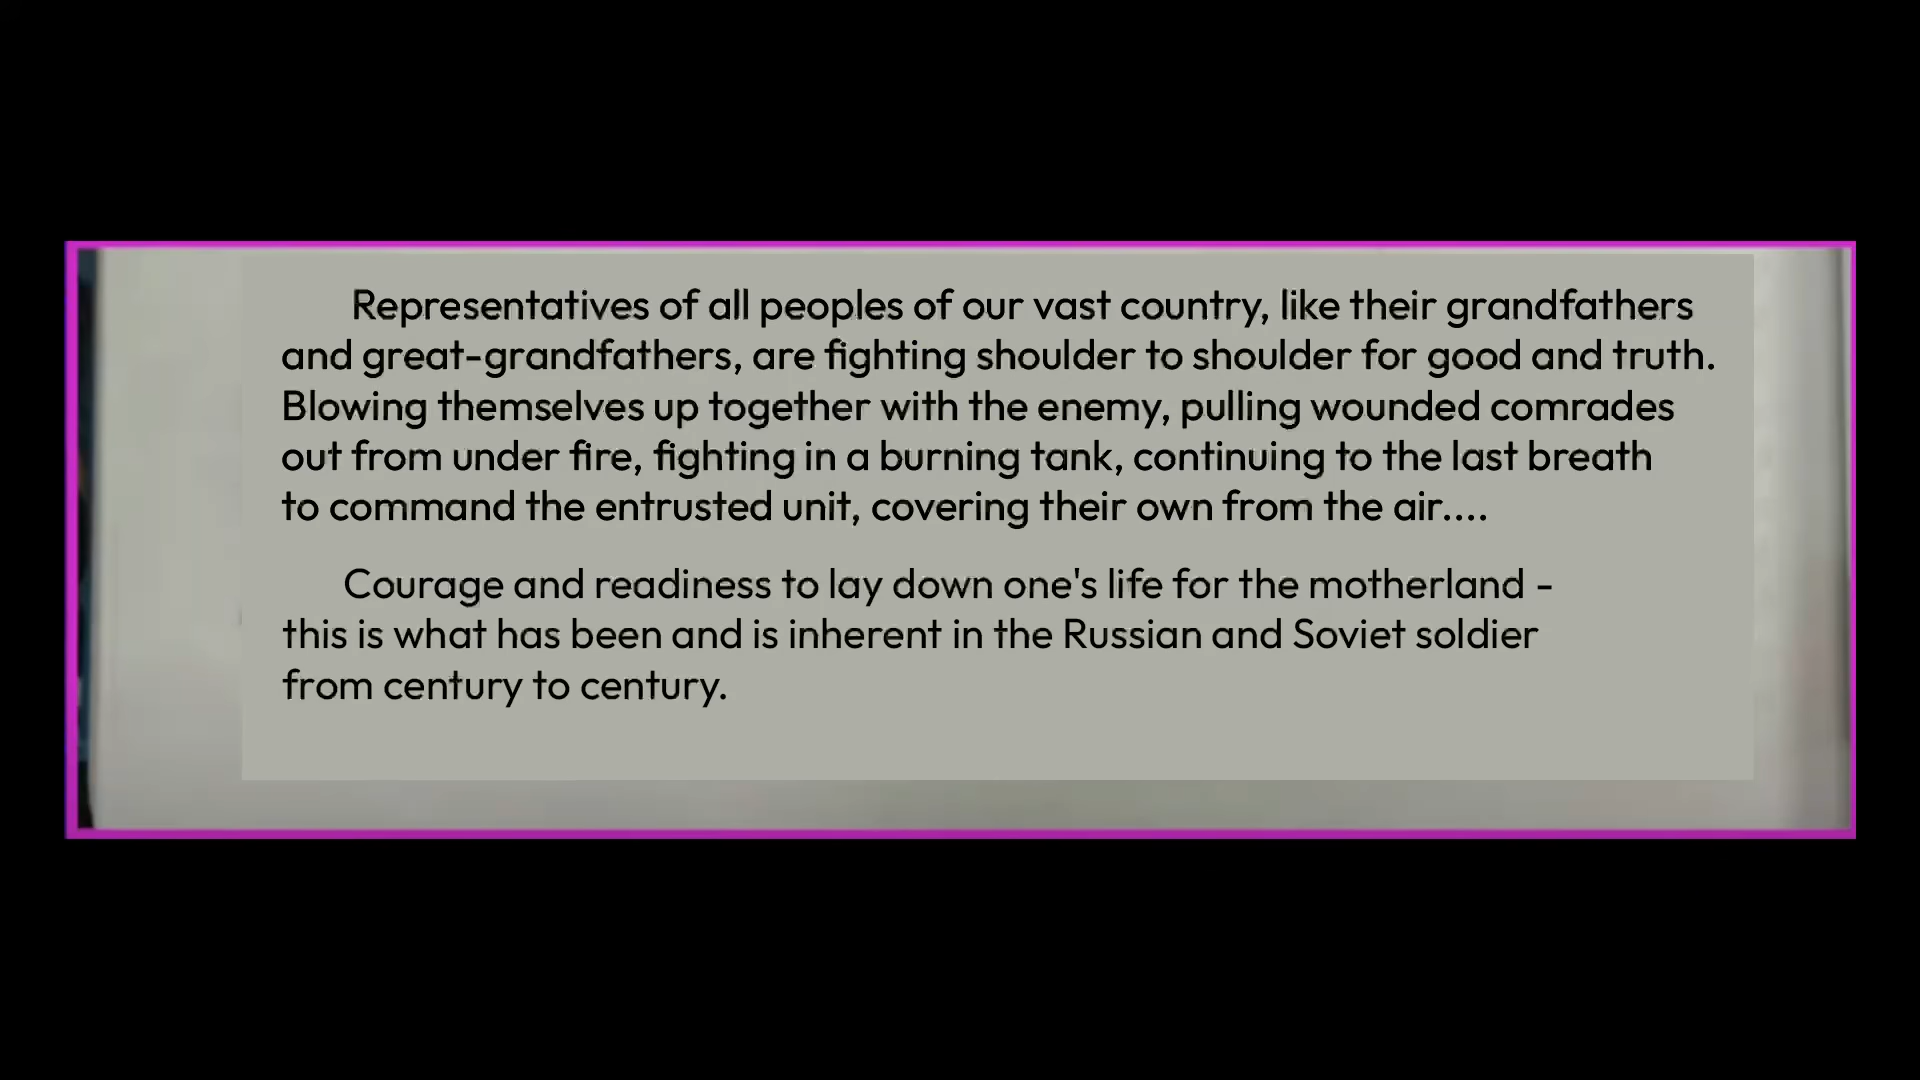 Representatives of all peoples of our vast country, like their grandfathers
and great-grandfathers, are fighting shoulder to shoulder for good and truth.
Blowing themselves up together with the enemy, pulling wounded comrades
out from under fire, fighting in a burning tank, continuing to the last breath
to command the entrusted unit, covering their own from the air....
Courage and readiness to lay down one's life for the motherland -
this is what has been and is inherent in the Russian and Soviet soldier
from century to century.